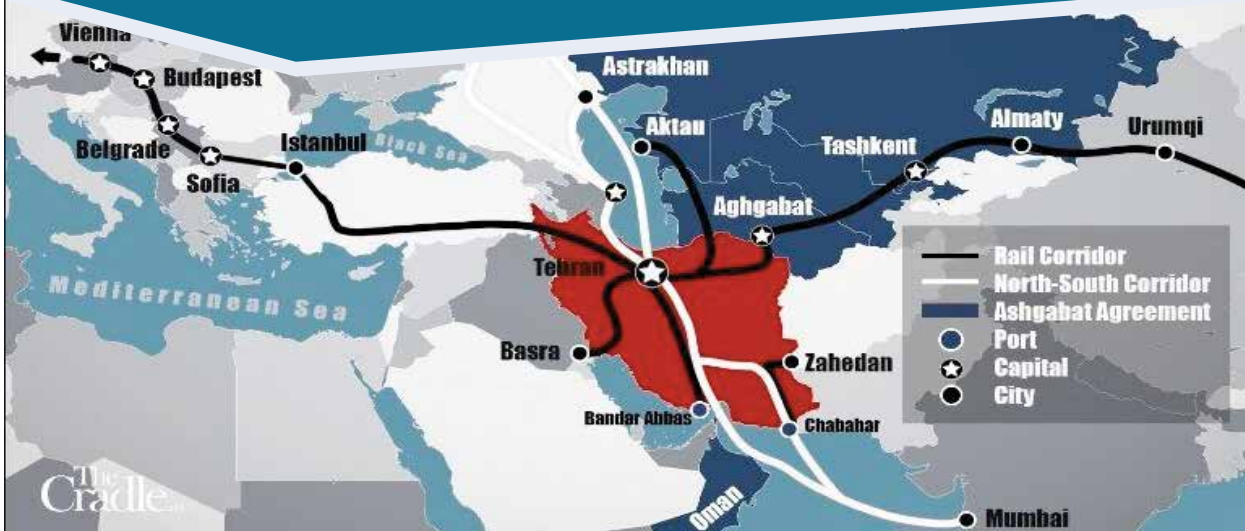 Vienna
Budapest
Belgrade
Sofia
Istanbul
Black Sea
Astrakhan
Aktau
Tashkent
Almaty
Urumqi
Aghgabat
Tehran
Mediterranean Sea
Basra
Zahedan
Bandar Abbas
Chabahar
Oman
Mumbai
Rail Corridor
North-South Corridor
Ashgabat Agreement
Port
Capital
City
The
Cradle